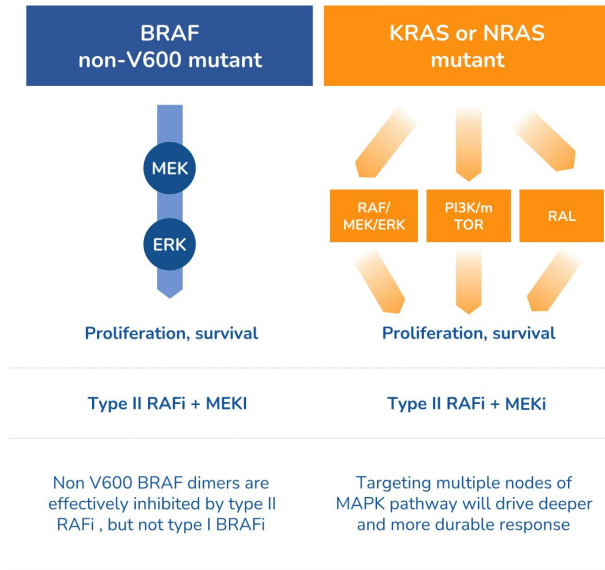 BRAF
non-V600 mutant
KRAS or NRAS
mutant
MEK
ERK
RAF/
MEK/ERK
PI3K/m
TOR
RAL
Proliferation, survival
Proliferation, survival
Type II RAFi + MEKI
Type II RAFi + MEKi
Non V600 BRAF dimers are
effectively inhibited by type II
RAFi , but not type I BRAFi
Targeting multiple nodes of
MAPK pathway will drive deeper
and more durable response